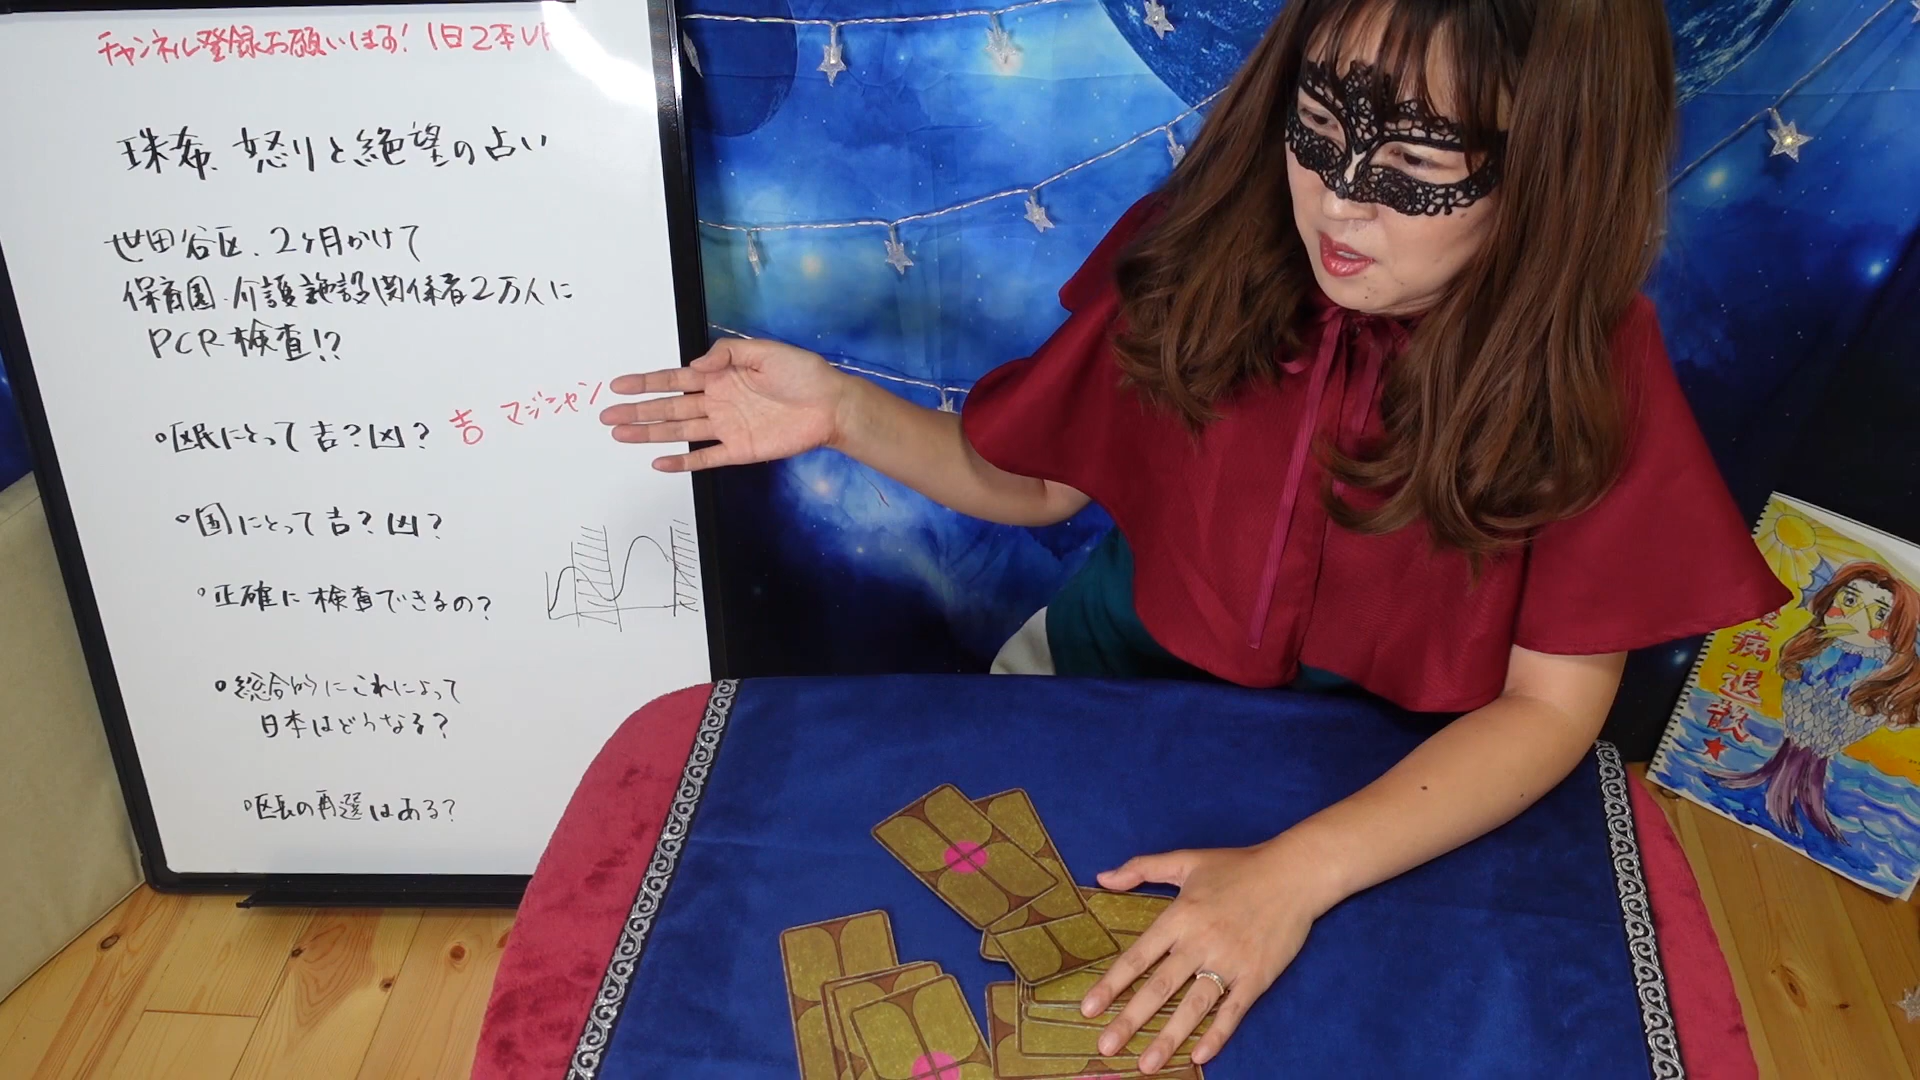 チャンネル登録お願いします! 1日2本UP
珠秦、怒りと絶望の占い
世田谷区、2ヶ月かけて
保育園・介護施設関係者2万人に
PCR検査!?
◦区民にとって吉?凶? 吉 マジシャン
◦国にとって吉?凶?
◦正確に検査できるの?
◦総合的にこれによって
日本はどうなる?
◦区長の再選はある?
病退散★